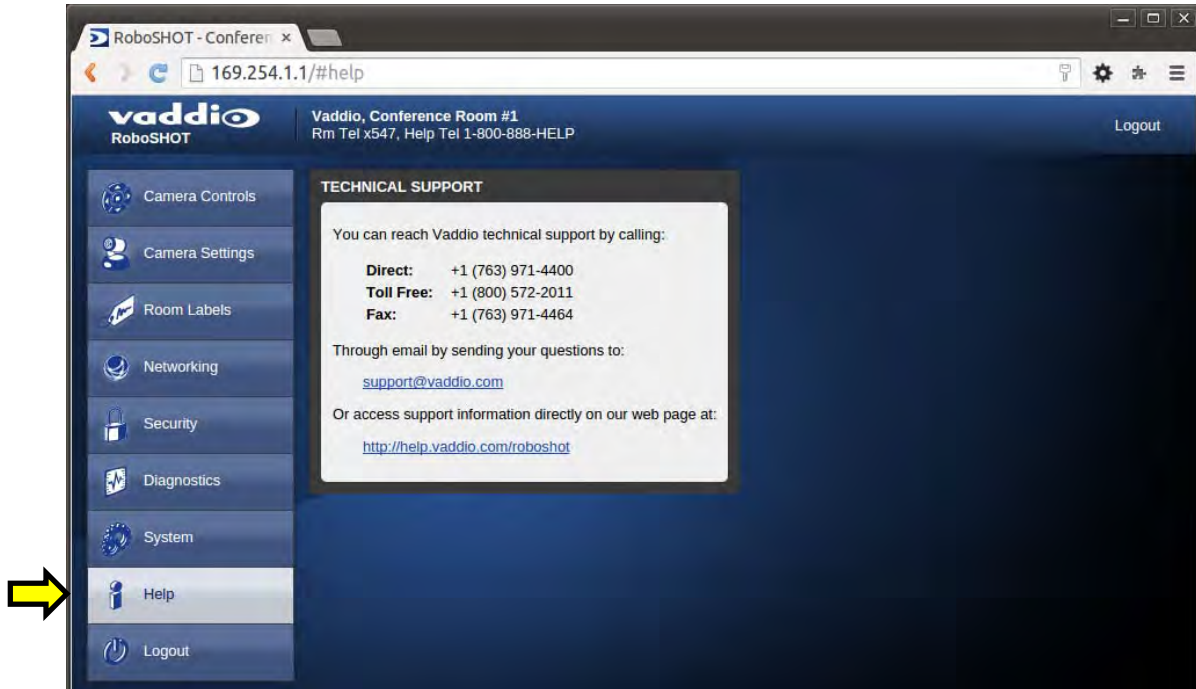 RoboSHOT - Conferen
169.254.1.1/#help
vaddio
RoboSHOT
Vaddio, Conference Room #1
Rm Tel x547, Help Tel 1-800-888-HELP
Logout
Camera Controls
Camera Settings
Room Labels
Networking
Security
Diagnostics
System
Help
Logout
TECHNICAL SUPPORT
You can reach Vaddio technical support by calling:
Direct: +1 (763) 971-4400
Toll Free: +1 (800) 572-2011
Fax: +1 (763) 971-4464
Through email by sending your questions to:
support@vaddio.com
Or access support information directly on our web page at:
http://help.vaddio.com/roboshot